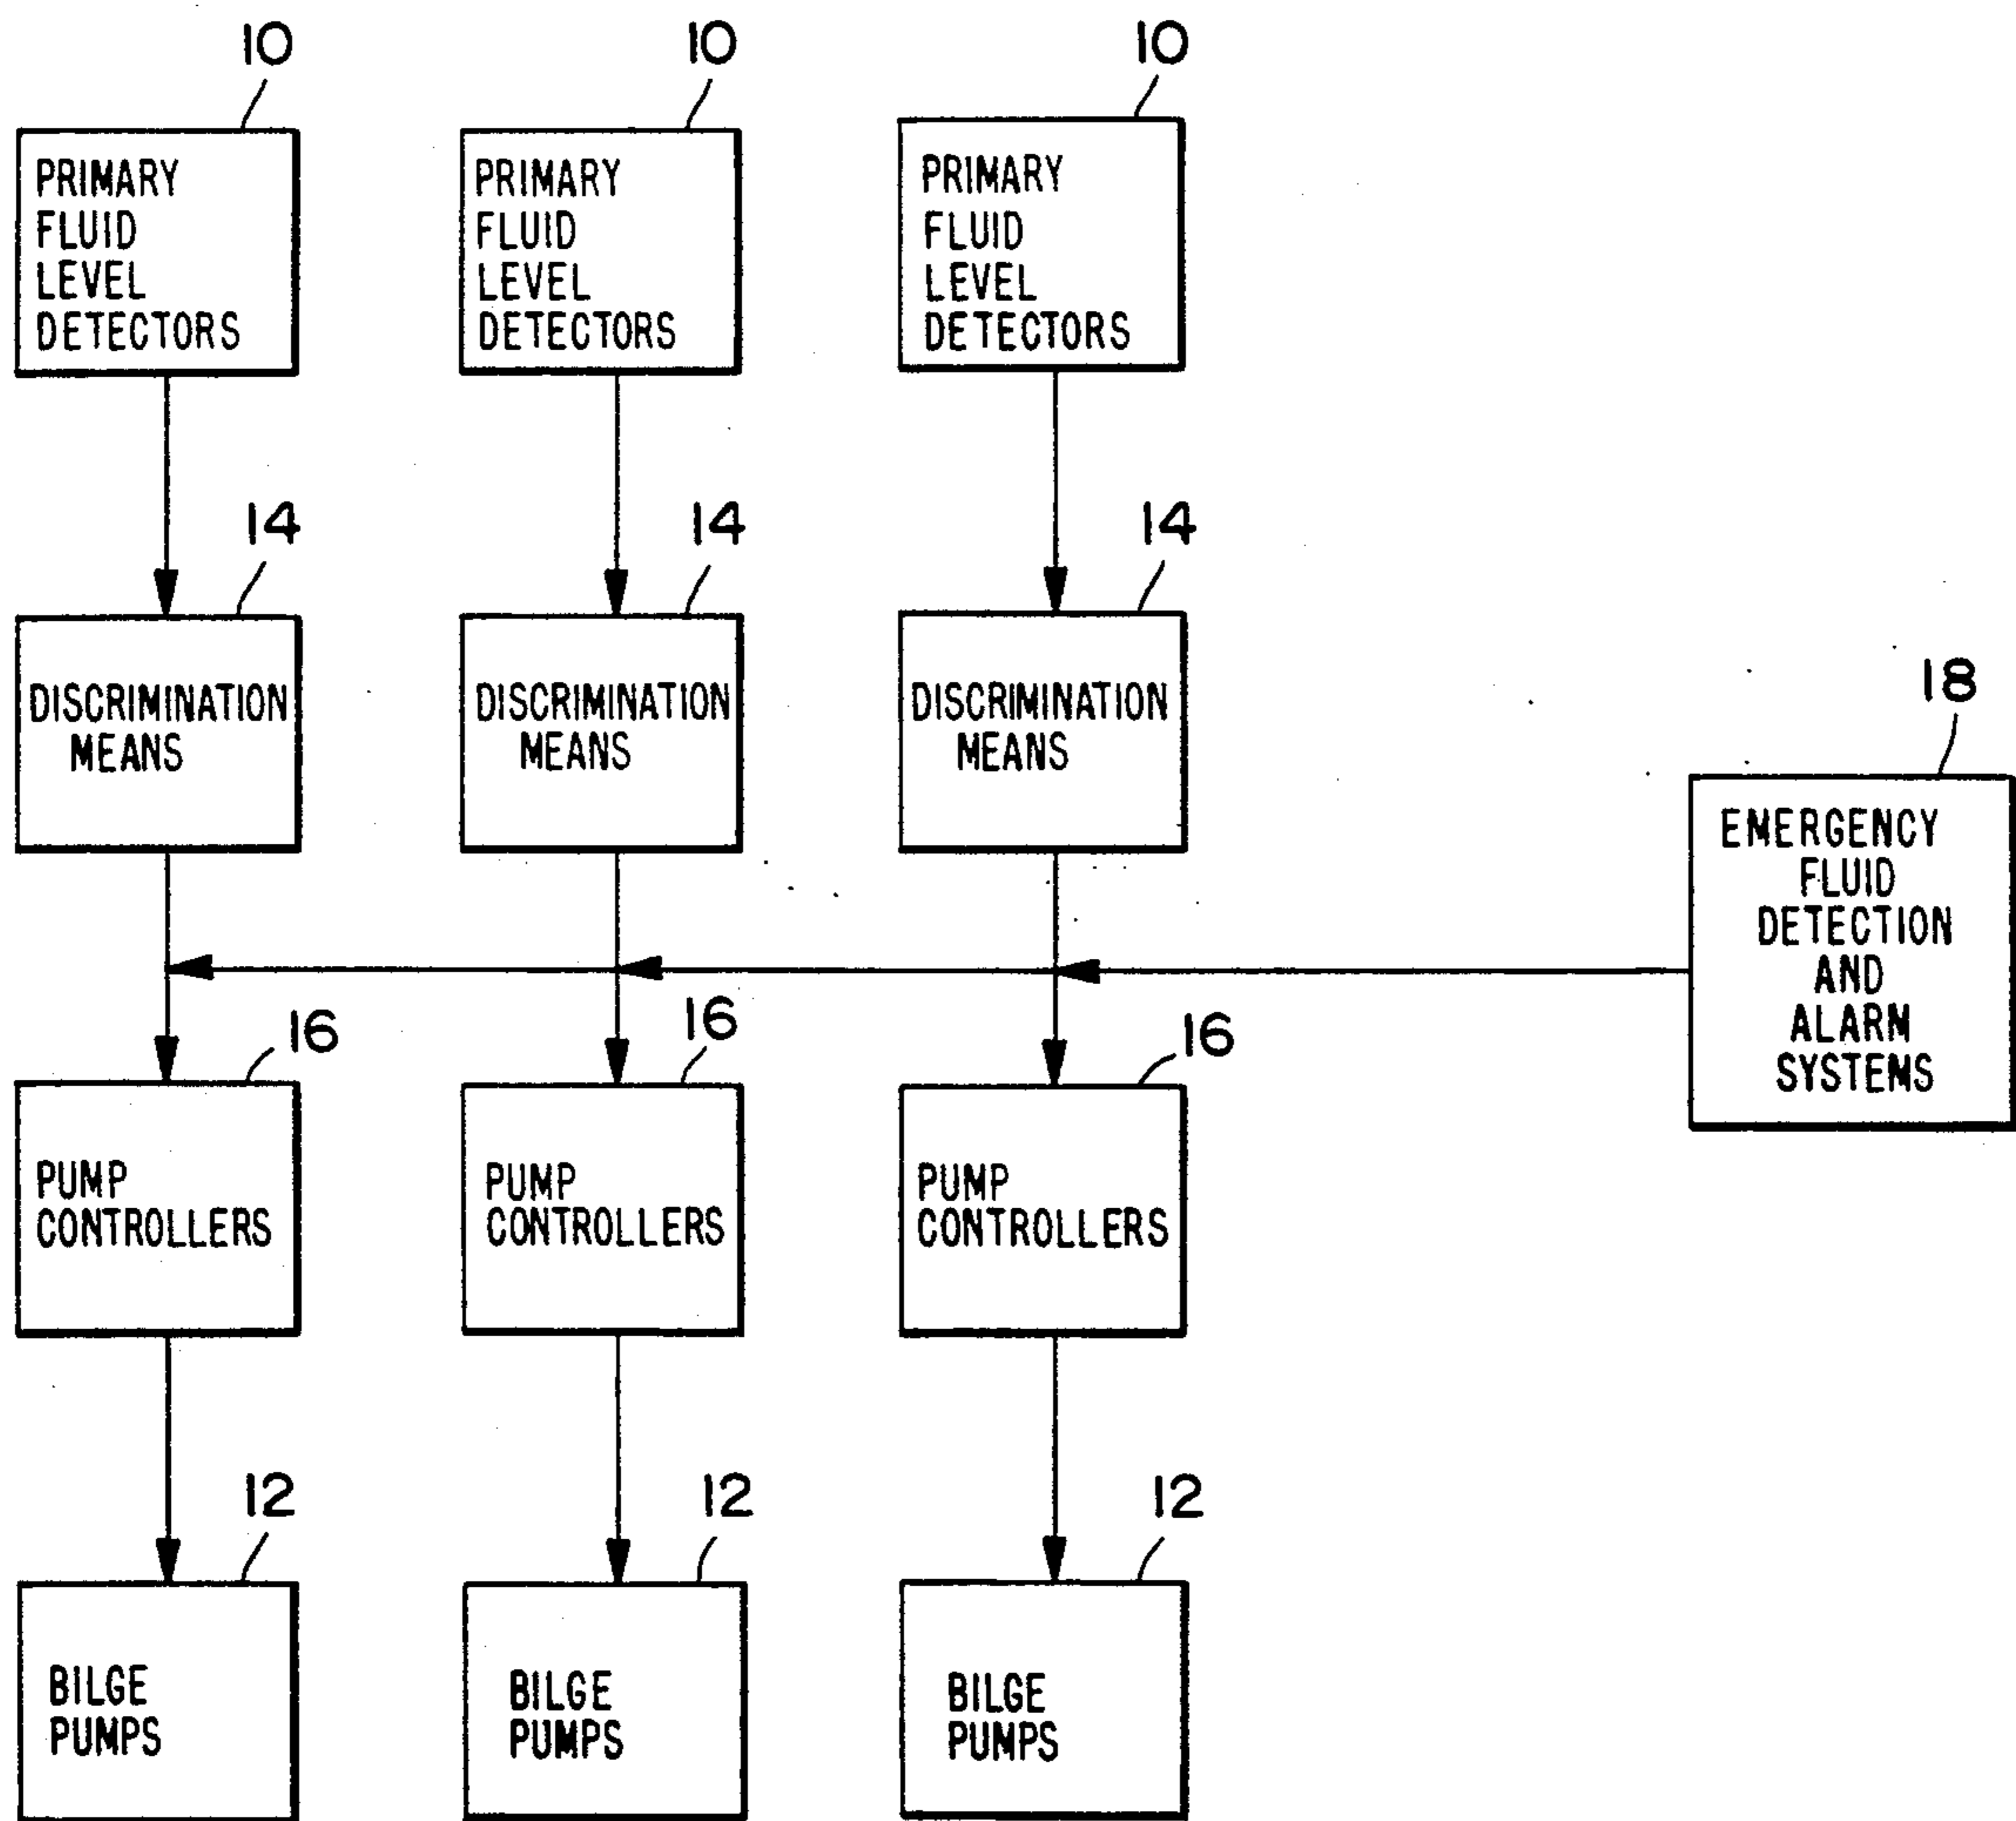 10
10
10
PRIMARY
FLUID
LEVEL
DETECTORS
PRIMARY
FLUID
LEVEL
DETECTORS
PRIMARY
FLUID
LEVEL
DETECTORS
14
14
14
DISCRIMINATION
MEANS
DISCRIMINATION
MEANS
DISCRIMINATION
MEANS
18
EMERGENCY
FLUID
DETECTION
AND
ALARM
SYSTEMS
16
16
16
PUMP
CONTROLLERS
PUMP
CONTROLLERS
PUMP
CONTROLLERS
12
12
12
BILGE
PUMPS
BILGE
PUMPS
BILGE
PUMPS